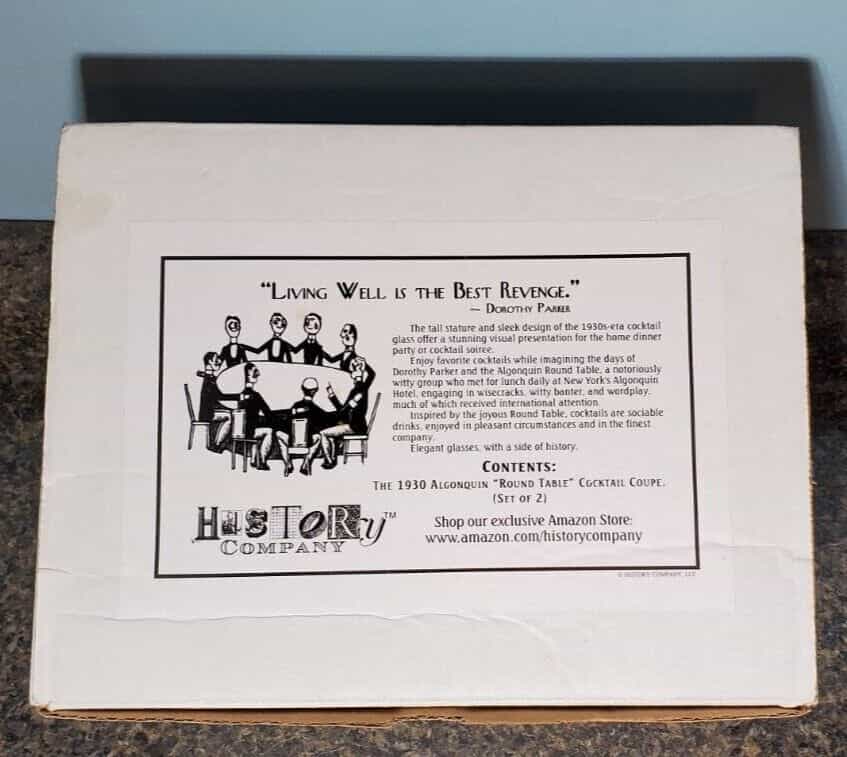 “Living Well is the Best Revenge.”
– Dorothy Parker
The tall stature and sleek design of the 1930s-era cocktail
glass offer a stunning visual presentation for the home dinner
party or cocktail soiree.
Enjoy favorite cocktails while imagining the days of
Dorothy Parker and the Algonquin Round Table, a notoriously
witty group who met for lunch daily at New York's Algonquin
Hotel, engaging in wisecracks, witty banter, and wordplay,
much of which received international attention.
Inspired by the joyous Round Table, cocktails are sociable
drinks, enjoyed in pleasant circumstances and in the finest
company.
Elegant glasses, with a side of history.
Contents:
The 1930 Algonquin “Round Table” Cocktail Coupe.
(Set of 2)
HiSToRy™
Company
Shop our exclusive Amazon Store:
www.amazon.com/historycompany
© HISTORY COMPANY, LLC